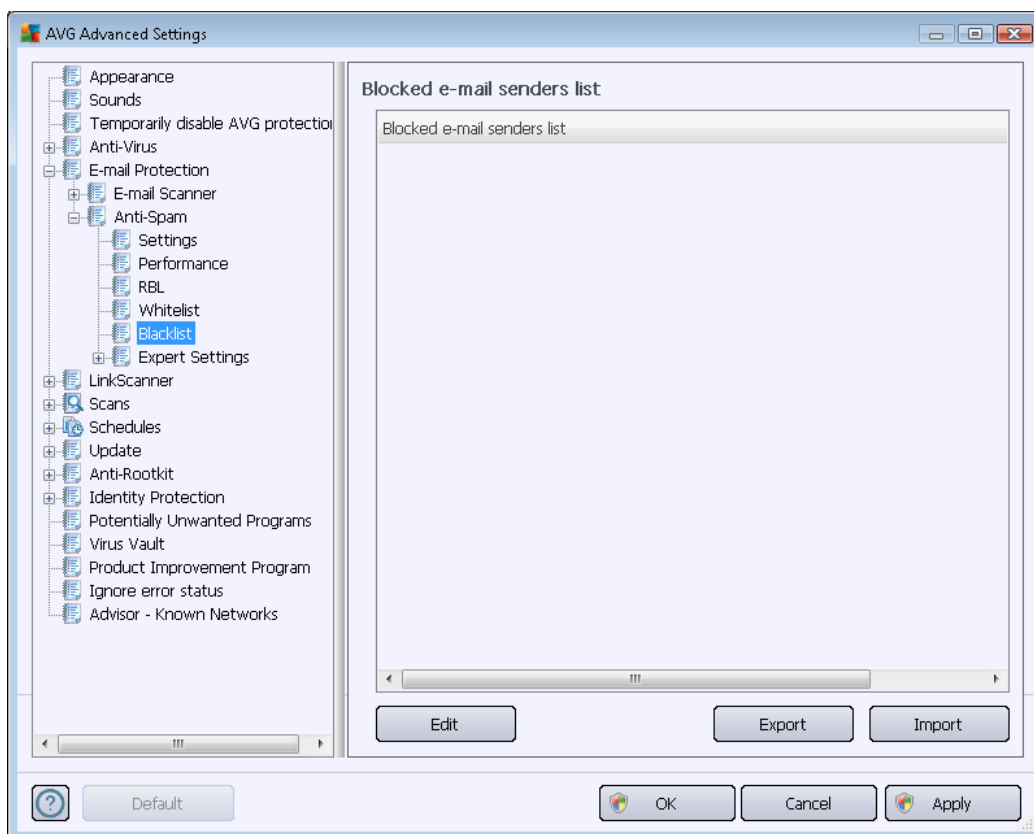 AVG Advanced Settings
Appearance
Sounds
Temporarily disable AVG protection
Anti-Virus
E-mail Protection
E-mail Scanner
Anti-Spam
Settings
Performance
RBL
Whitelist
Blacklist
Expert Settings
LinkScanner
Scans
Schedules
Update
Anti-Rootkit
Identity Protection
Potentially Unwanted Programs
Virus Vault
Product Improvement Program
Ignore error status
Advisor - Known Networks
Blocked e-mail senders list
Blocked e-mail senders list
Edit
Export
Import
?
Default
OK
Cancel
Apply